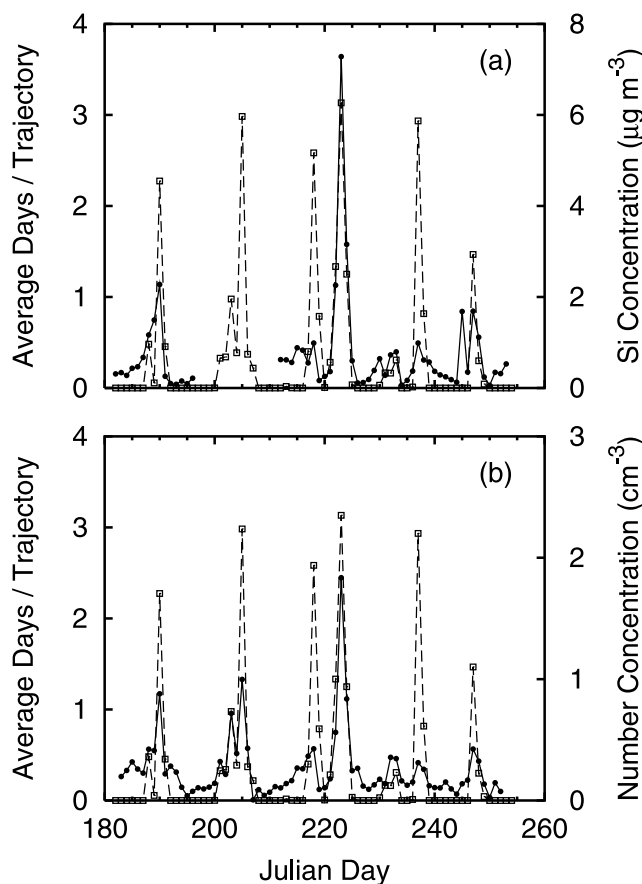 4
3
2
1
0
Average Days / Trajectory
(a)
8
6
4
2
0
Si Concentration (μg m-3)
4
3
2
1
0
Average Days / Trajectory
(b)
3
2
1
0
Number Concentration (cm-3)
180 200 220 240 260
Julian Day